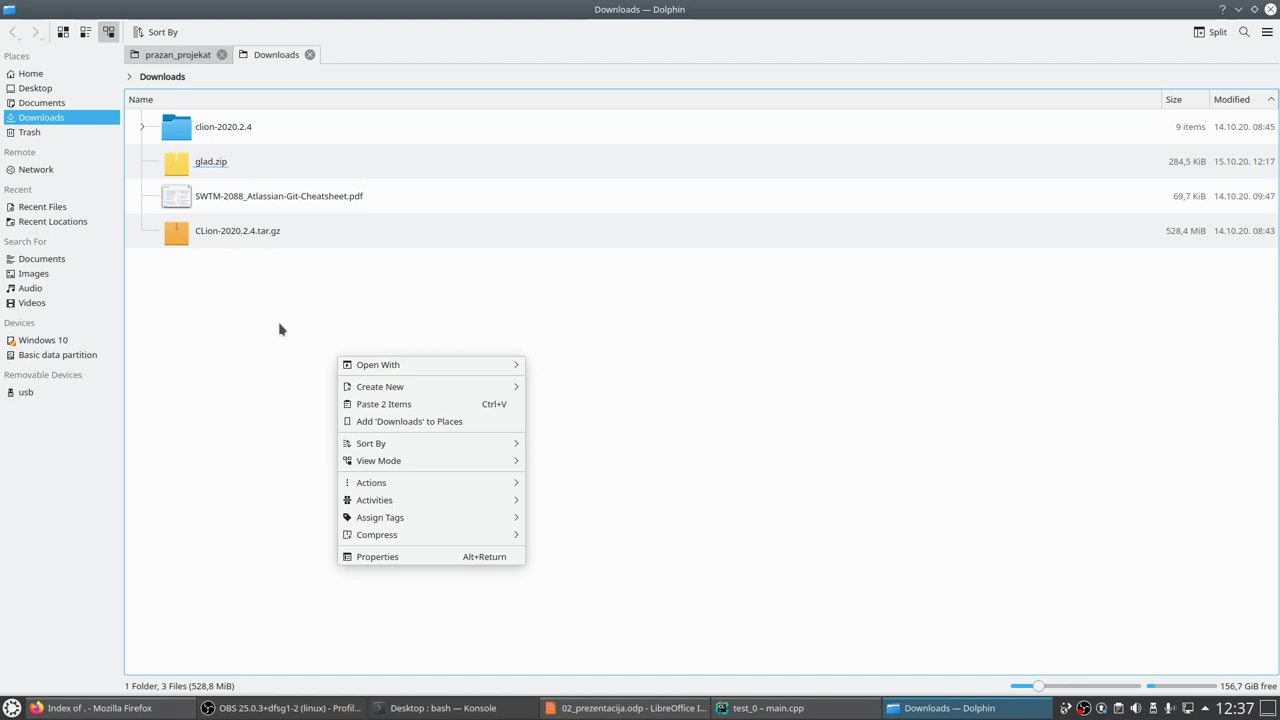 Downloads — Dolphin
Sort By
Split
Places
Home
Desktop
Documents
Downloads
Trash
Remote
Network
Recent
Recent Files
Recent Locations
Search For
Documents
Images
Audio
Videos
Devices
Windows 10
Basic data partition
Removable Devices
usb
prazan_projekat
Downloads
Downloads
Name Size Modified
clion-2020.2.4 9 items 14.10.20. 08:45
glad.zip 284,5 KiB 15.10.20. 12:17
SWTM-2088_Atlassian-Git-Cheatsheet.pdf 69,7 KiB 14.10.20. 09:47
CLion-2020.2.4.tar.gz 528,4 MiB 14.10.20. 08:43
Open With
Create New
Paste 2 Items Ctrl+V
Add 'Downloads' to Places
Sort By
View Mode
Actions
Activities
Assign Tags
Compress
Properties Alt+Return
1 Folder, 3 Files (528,8 MiB)
156,7 GiB free
Index of . - Mozilla Firefox
OBS 25.0.3+dfsg1-2 (linux) - Profil...
Desktop : bash — Konsole
02_prezentacija.odp - LibreOffice I...
test_0 – main.cpp
Downloads — Dolphin
12:37